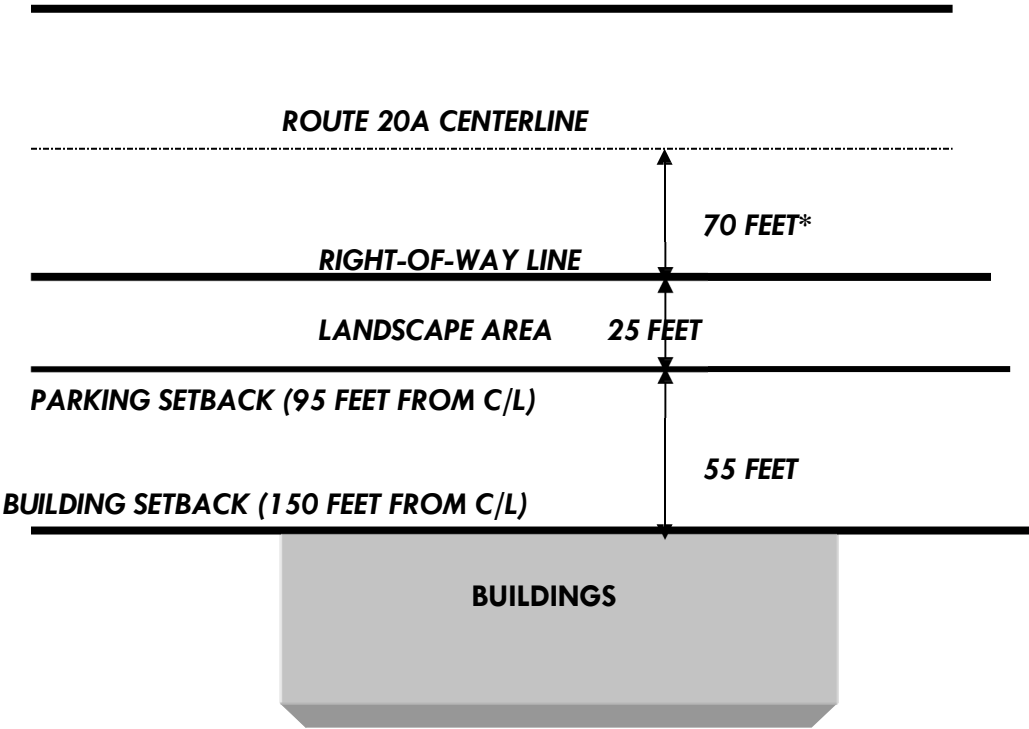 ROUTE 20A CENTERLINE
70 FEET*
RIGHT-OF-WAY LINE
LANDSCAPE AREA 25 FEET
PARKING SETBACK (95 FEET FROM C/L)
55 FEET
BUILDING SETBACK (150 FEET FROM C/L)
BUILDINGS